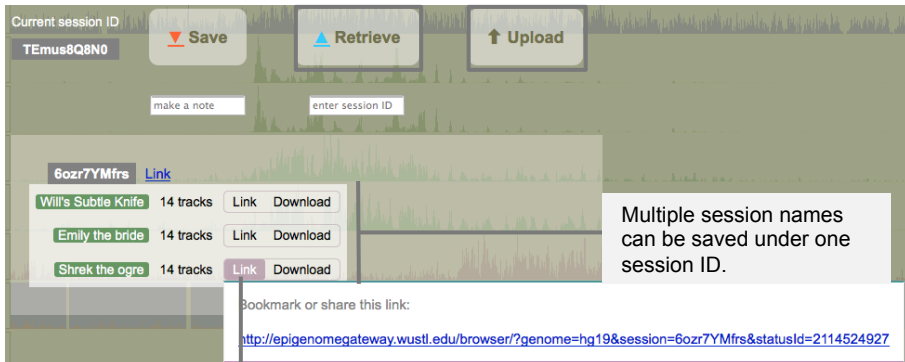 Current session ID
TEmus8Q8N0
Save
Retrieve
Upload
make a note
enter session ID
6ozr7YMfrs Link
Will's Subtle Knife 14 tracks Link Download
Emily the bride 14 tracks Link Download
Shrek the ogre 14 tracks Link Download
Multiple session names
can be saved under one
session ID.
Bookmark or share this link:
http://epigenomegateway.wustl.edu/browser/?genome=hg19&session=6ozr7YMfrs&statusId=2114524927